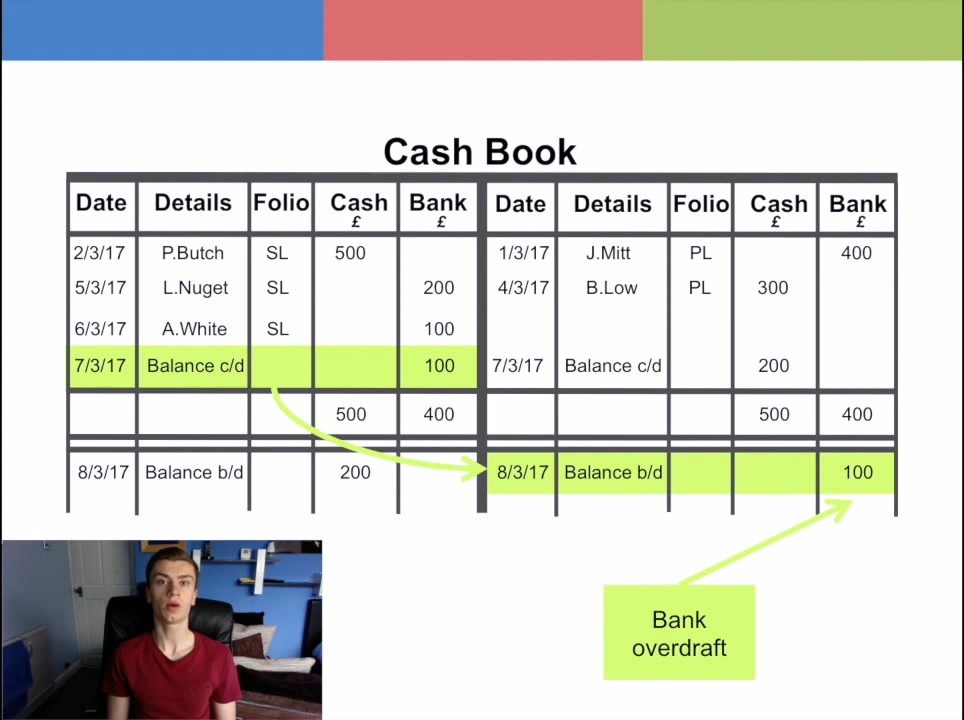 Cash Book
Date Details Folio Cash Bank Date Details Folio Cash Bank
£ £ £ £
2/3/17 P.Butch SL 500 1/3/17 J.Mitt PL 400
5/3/17 L.Nuget SL 200 4/3/17 B.Low PL 300
6/3/17 A.White SL 100
7/3/17 Balance c/d 100 7/3/17 Balance c/d 200
500 400 500 400
8/3/17 Balance b/d 200 8/3/17 Balance b/d 100
Bank
overdraft